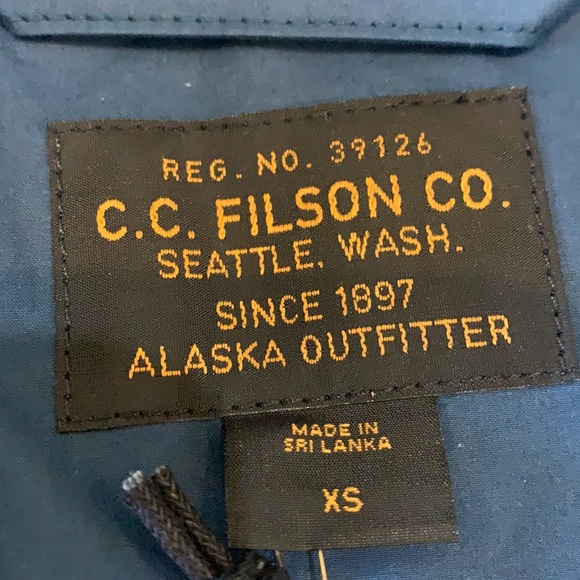 REG. NO. 39126
C.C. FILSON CO.
SEATTLE, WASH.
SINCE 1897
ALASKA OUTFITTER
MADE IN
SRI LANKA
XS